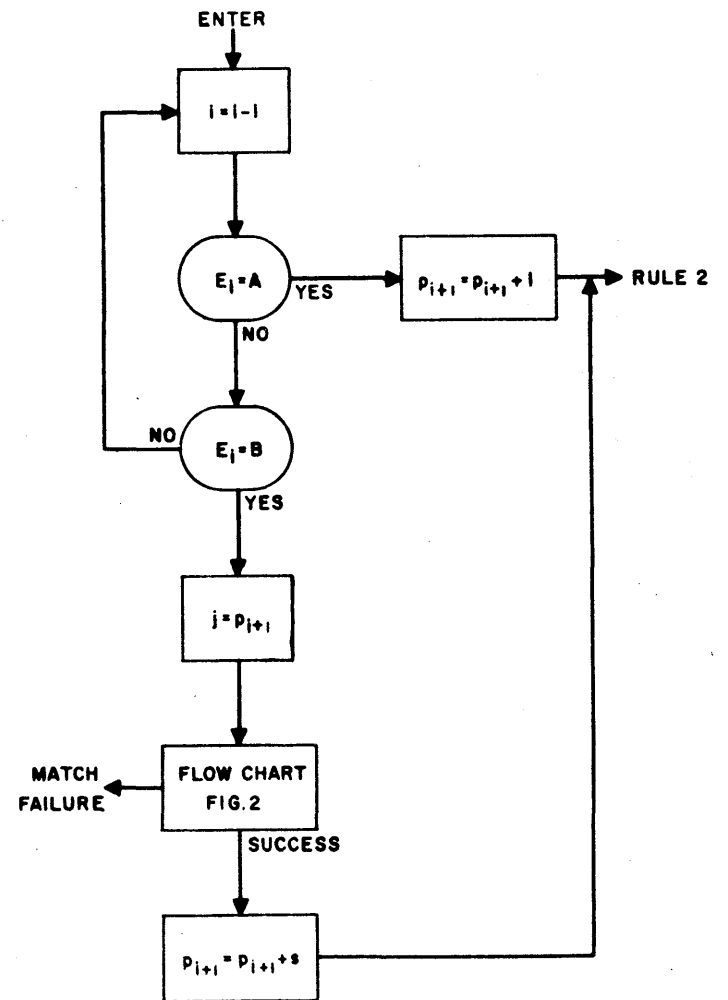 ENTER
i = i - 1
E_i = A
YES
p_{i+1} = p_{i+1} + 1
RULE 2
NO
NO
E_i = B
YES
j = p_{i+1}
MATCH
FAILURE
FLOW CHART
FIG. 2
SUCCESS
p_{i+1} = p_{i+1} + s